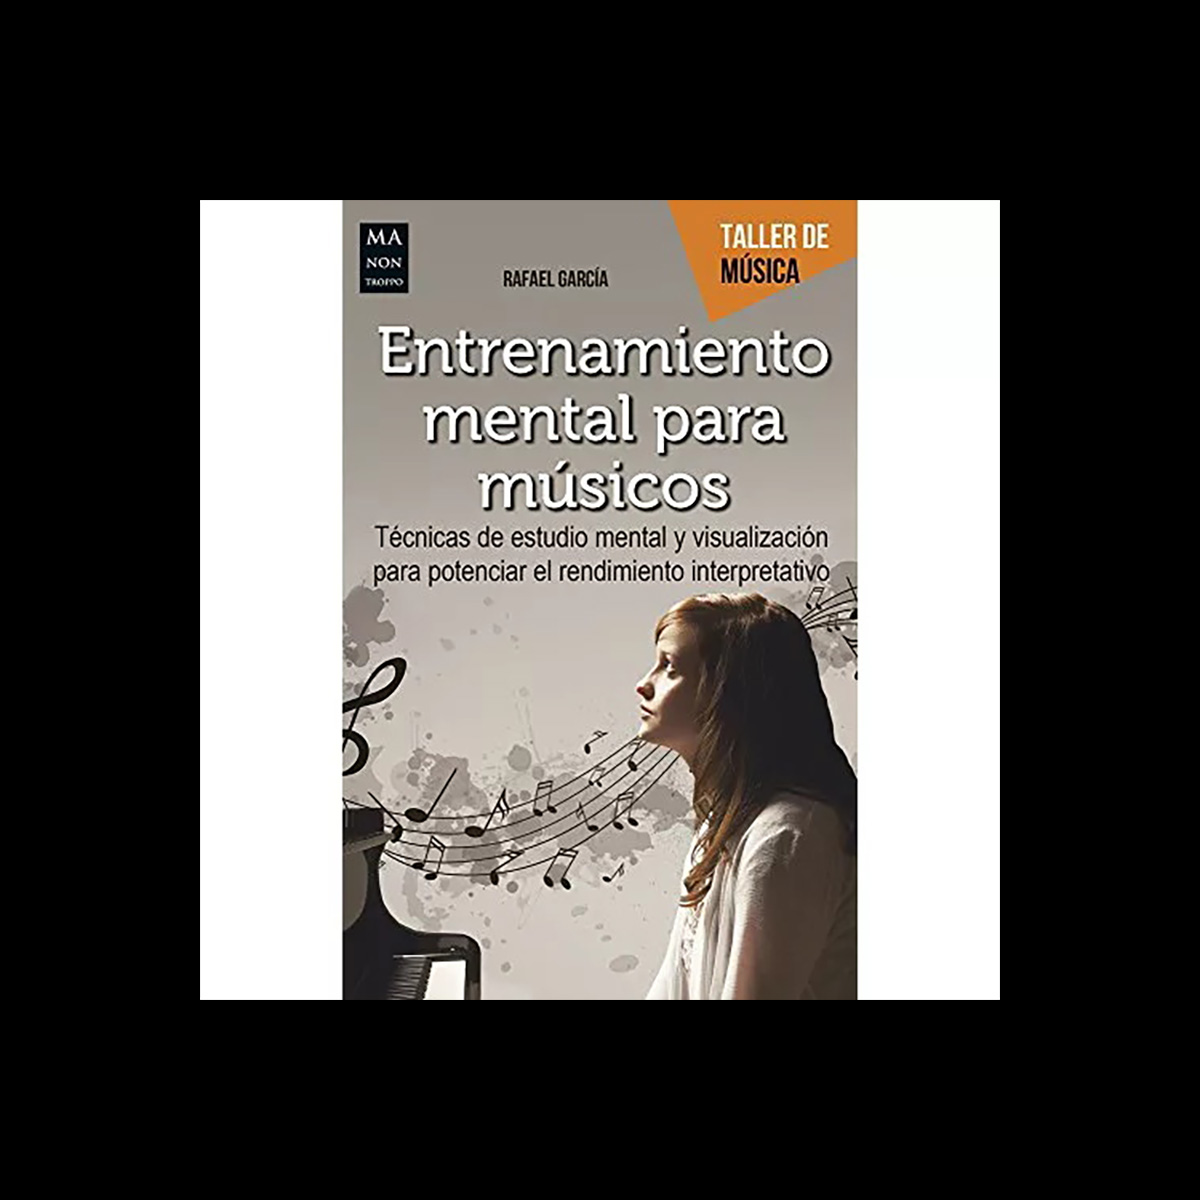 MA
NON
TROPPO
TALLER DE
MÚSICA
RAFAEL GARCÍA
Entrenamiento
mental para
músicos
Técnicas de estudio mental y visualización
para potenciar el rendimiento interpretativo